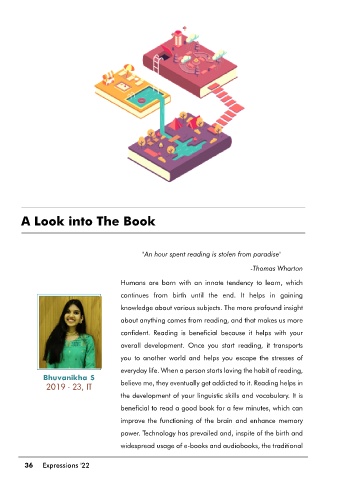 A Look into The Book
"An hour spent reading is stolen from paradise"
-Thomas Wharton
Humans are born with an innate tendency to learn, which
continues from birth until the end. It helps in gaining
knowledge about various subjects. The more profound insight
about anything comes from reading, and that makes us more
confident. Reading is beneficial because it helps with your
overall development. Once you start reading, it transports
you to another world and helps you escape the stresses of
everyday life. When a person starts loving the habit of reading,
believe me, they eventually get addicted to it. Reading helps in
the development of your linguistic skills and vocabulary. It is
beneficial to read a good book for a few minutes, which can
improve the functioning of the brain and enhance memory
power. Technology has prevailed and, inspite of the birth and
widespread usage of e-books and audiobooks, the traditional
Bhuvanikha S
2019 - 23, IT
36 Expressions '22